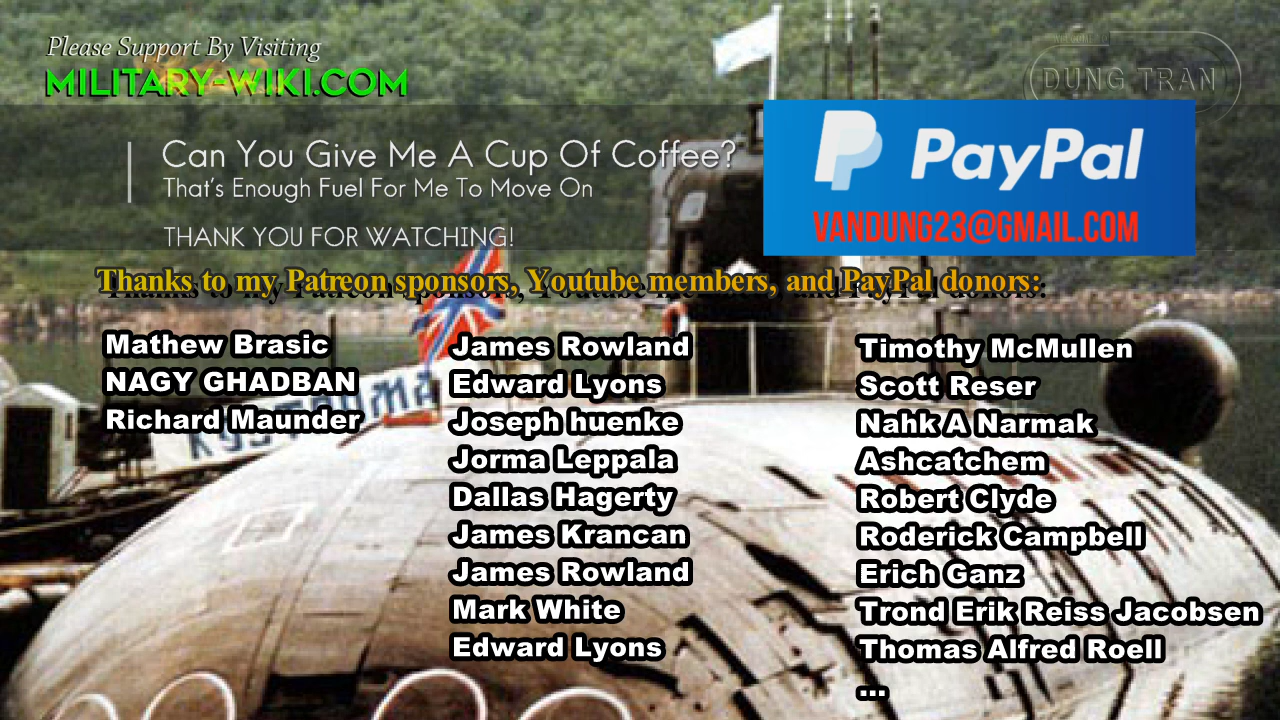 Please Support By Visiting
MILITARY-WIKI.COM
DUNG TRAN
PayPal
VANDUNG23@GMAIL.COM
Can You Give Me A Cup Of Coffee?
That's Enough Fuel For Me To Move On
THANK YOU FOR WATCHING!
Thanks to my Patreon sponsors, Youtube members, and PayPal donors:
Mathew Brasic
NAGY GHADBAN
Richard Maunder
James Rowland
Edward Lyons
Joseph huenke
Jorma Leppala
Dallas Hagerty
James Krancan
James Rowland
Mark White
Edward Lyons
Timothy McMullen
Scott Reser
Nahk A Narmak
Ashcatchem
Robert Clyde
Roderick Campbell
Erich Ganz
Trond Erik Reiss Jacobsen
Thomas Alfred Roell
...